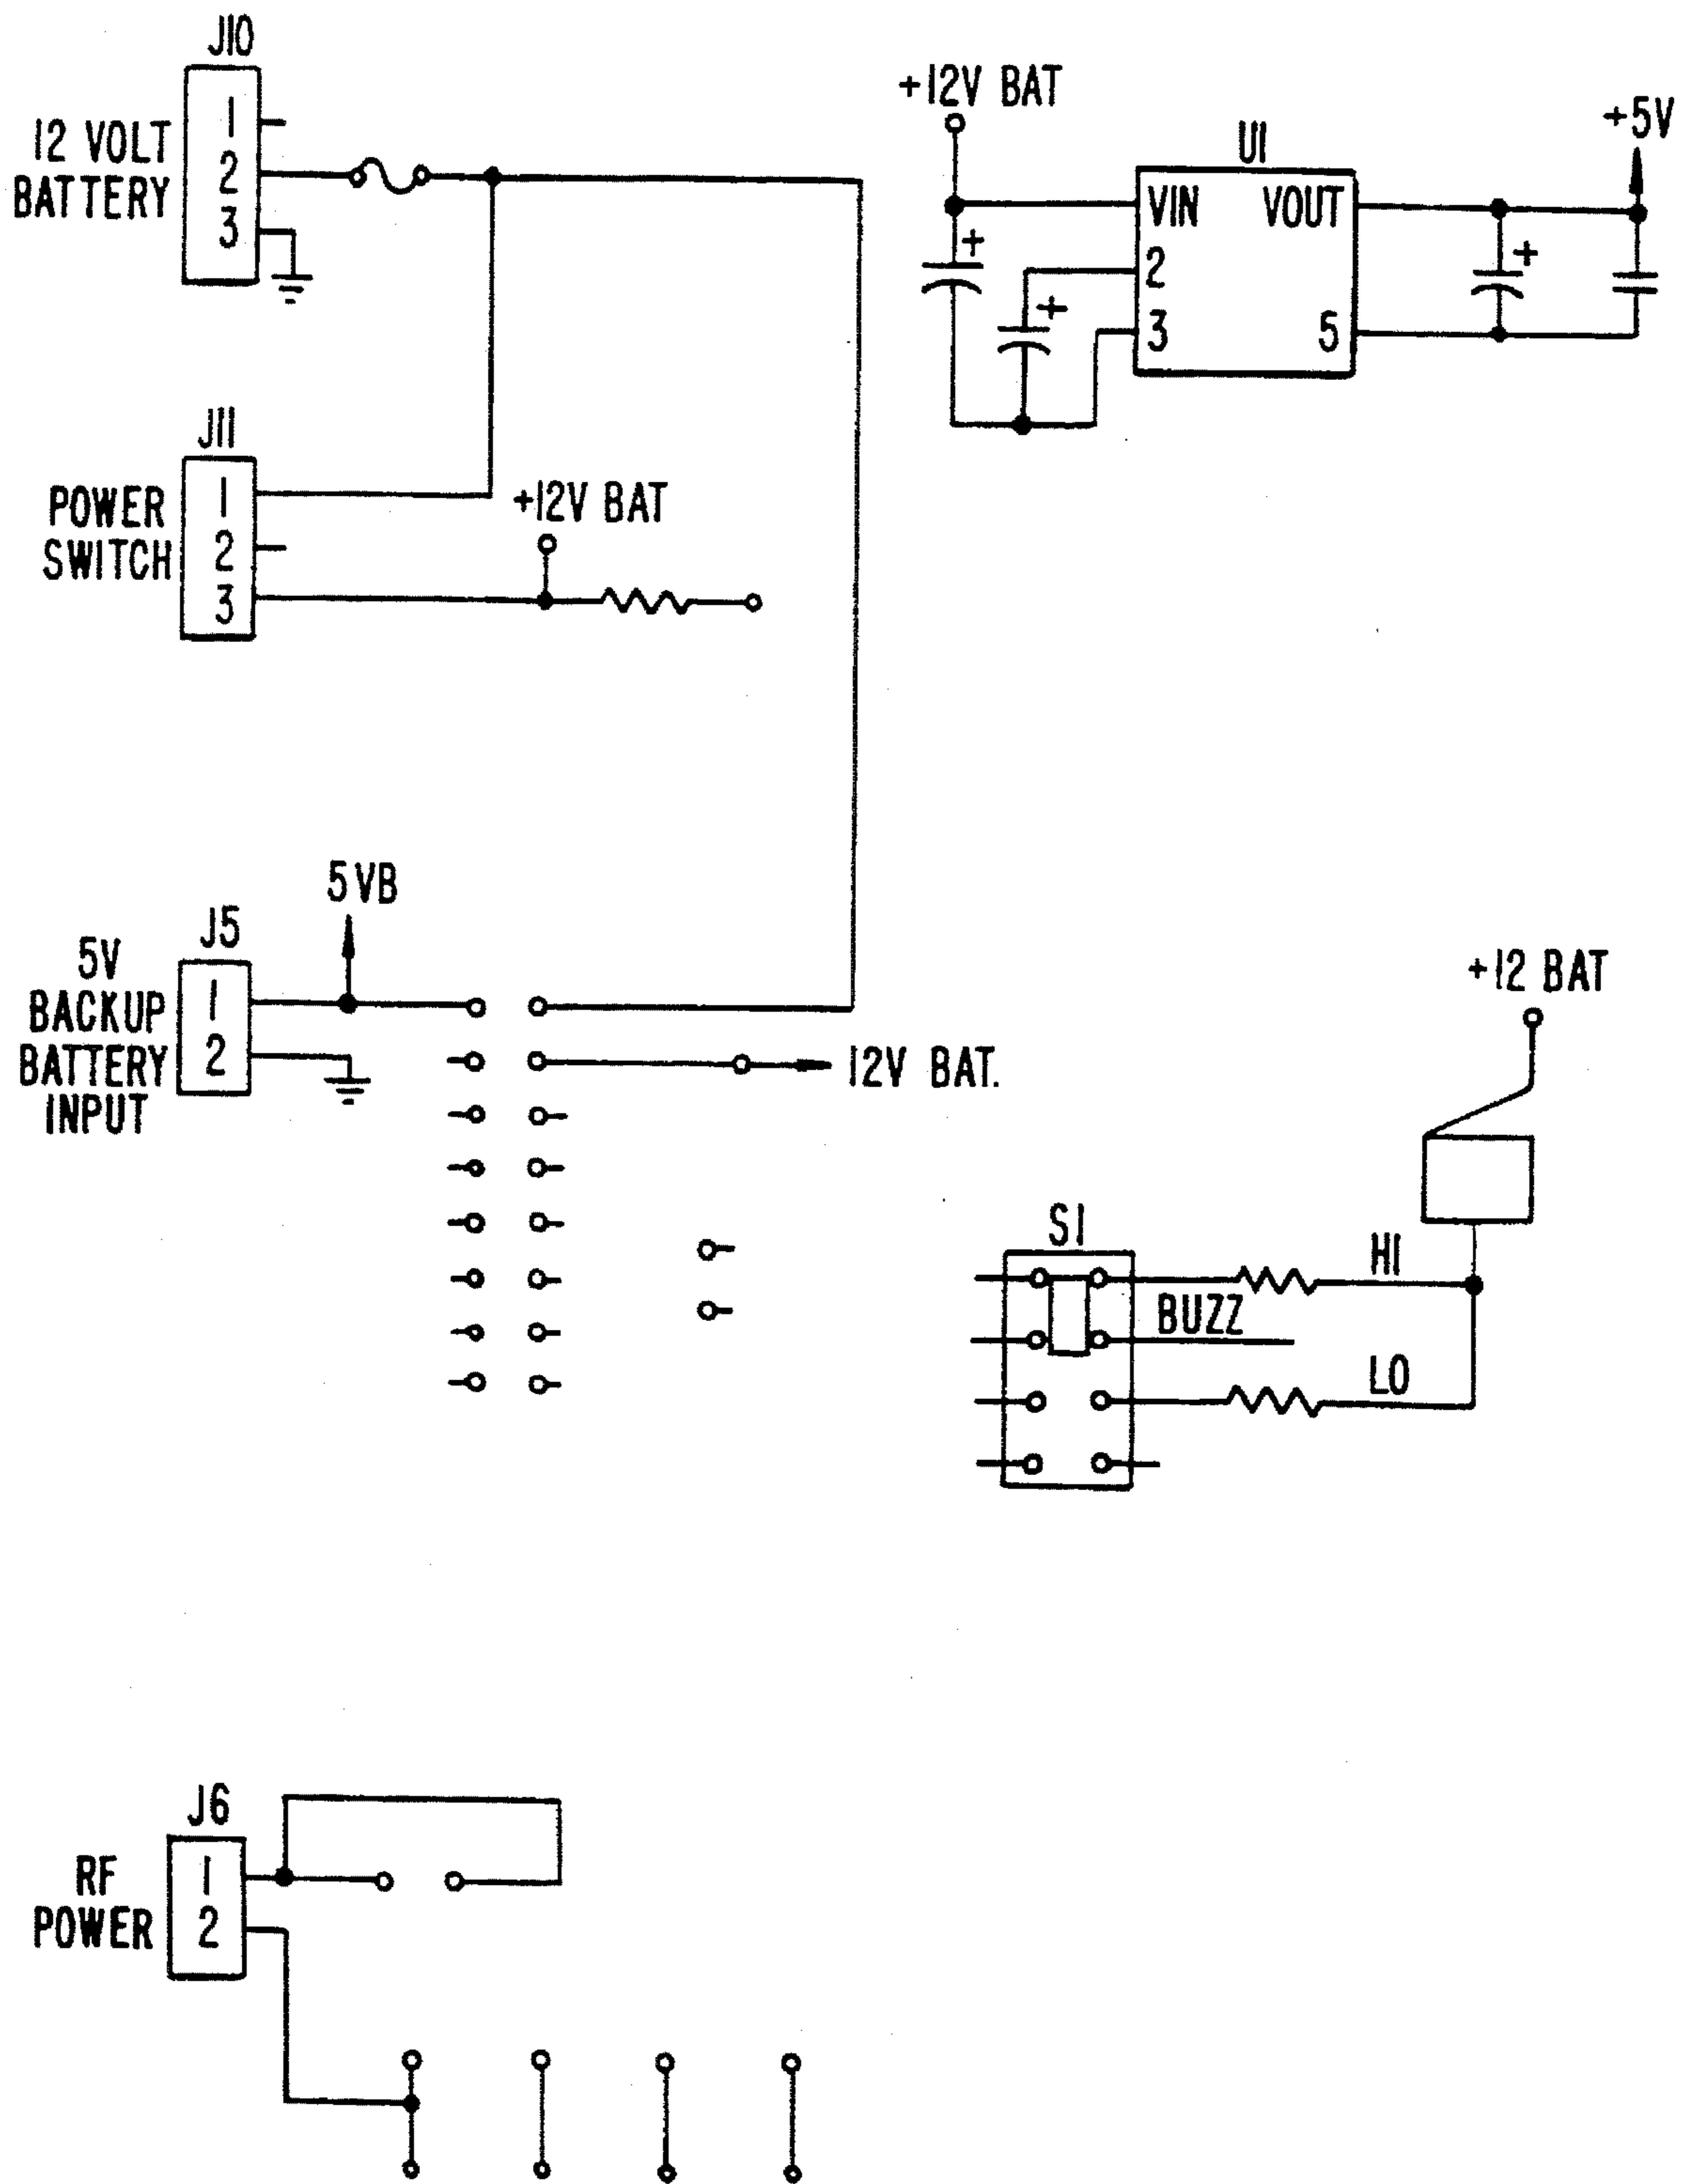 J10
12 VOLT
BATTERY
1
2
3
+12V BAT
U1
+5V
VIN VOUT
2
3 5
J11
POWER
SWITCH
1
2
3
+12V BAT
5VB
J5
5V
BACKUP
BATTERY
INPUT
1
2
12V BAT.
+12 BAT
S1
HI
BUZZ
LO
J6
RF
POWER
1
2